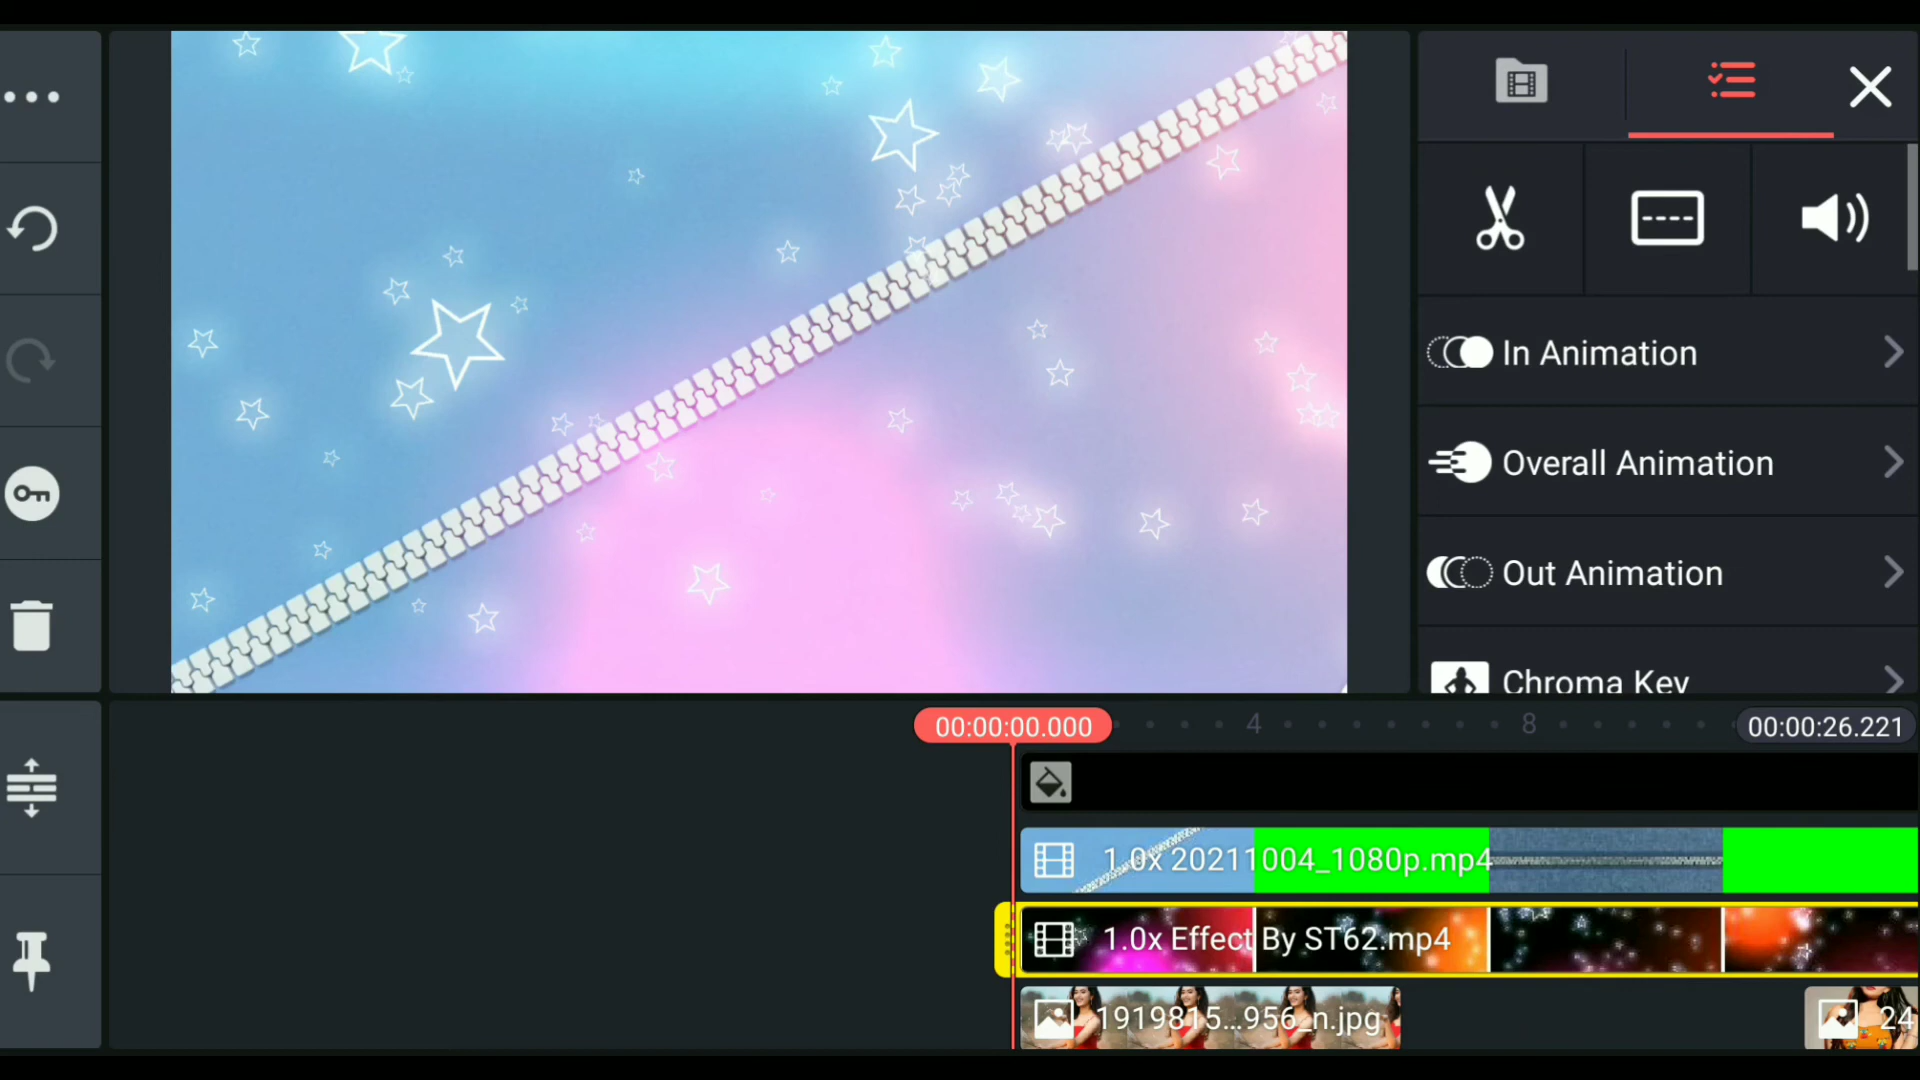 In Animation
Overall Animation
Out Animation
Chroma Key
00:00:00.000
4
8
00:00:26.221
1.0x 20211004_1080p.mp4
1.0x Effect By ST62.mp4
1919815...956_n.jpg
24